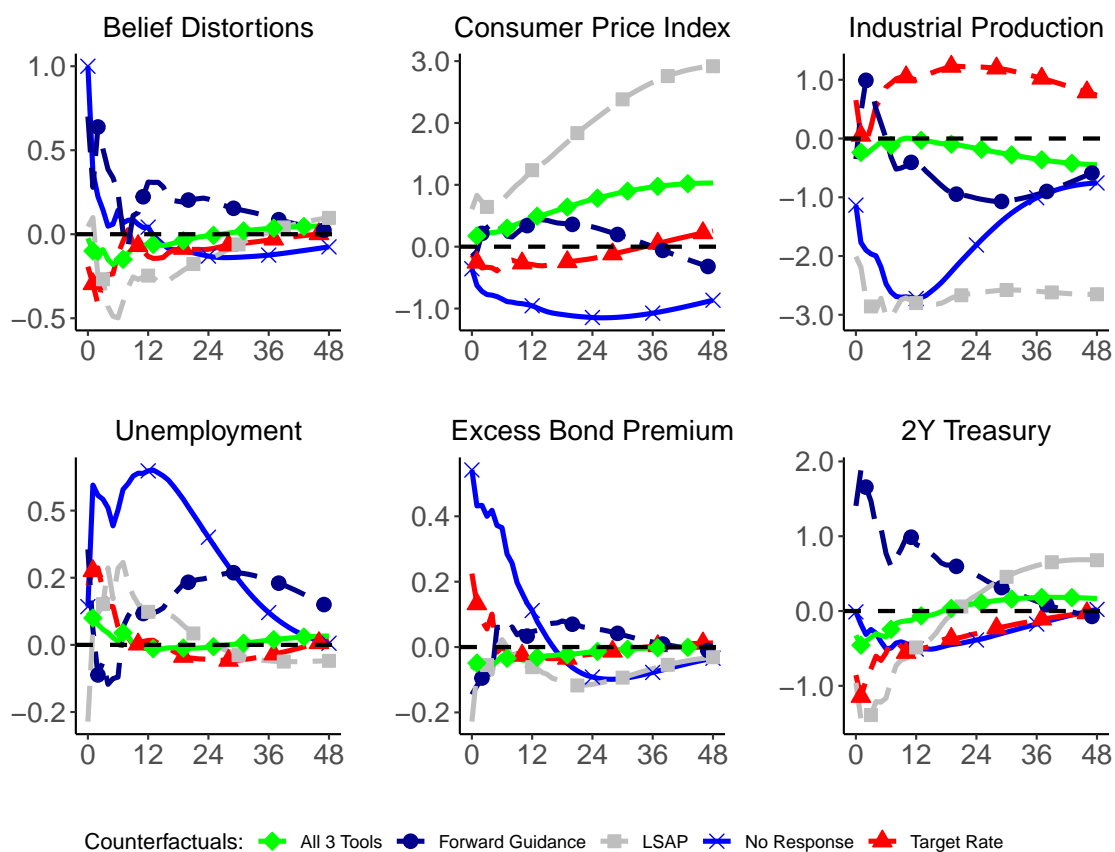 Belief Distortions Consumer Price Index Industrial Production
1.0 3.0 1.0
0.5 2.0 0.0
0.0 1.0 −1.0
−0.5 0.0 −2.0
−1.0 −3.0
0 12 24 36 48 0 12 24 36 48 0 12 24 36 48
Unemployment Excess Bond Premium 2Y Treasury
0.5 0.4 2.0
0.2 0.2 1.0
0.0 0.0 0.0
−0.2 −0.2 −1.0
0 12 24 36 48 0 12 24 36 48 0 12 24 36 48
Counterfactuals: All 3 Tools Forward Guidance LSAP No Response Target Rate